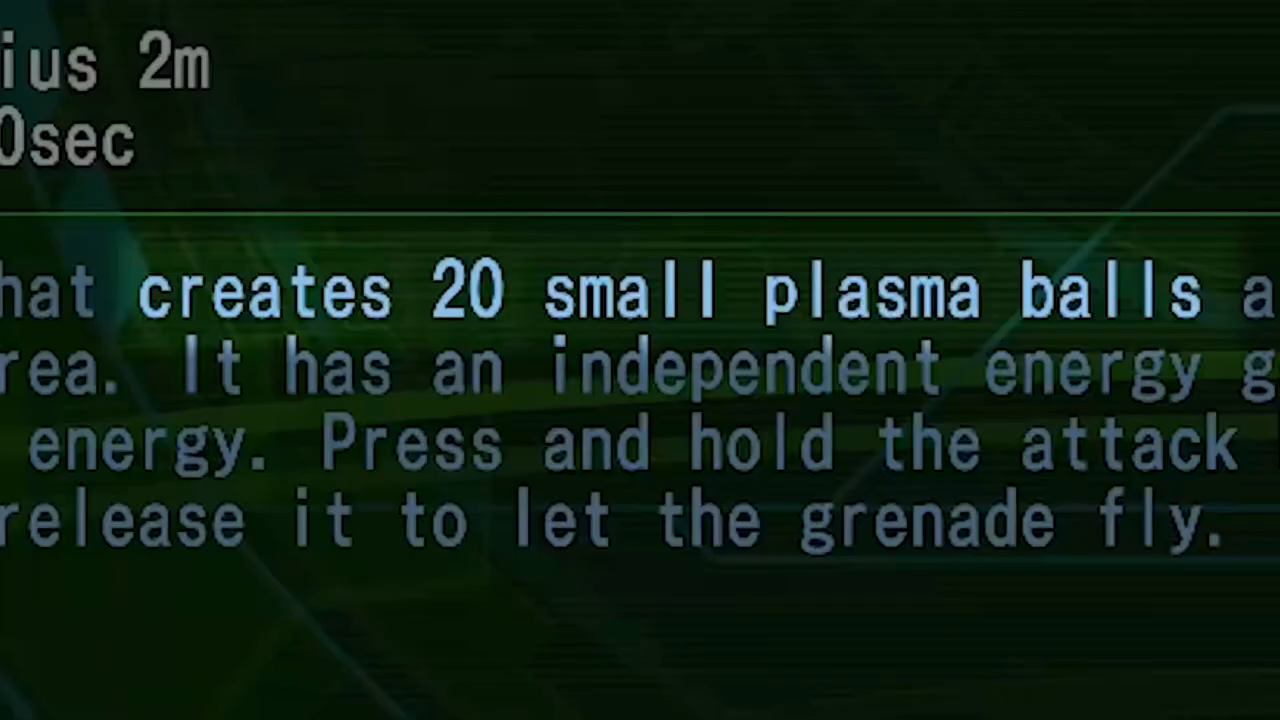 ius 2m
0sec
hat creates 20 small plasma balls a
rea. It has an independent energy g
energy. Press and hold the attack
release it to let the grenade fly.